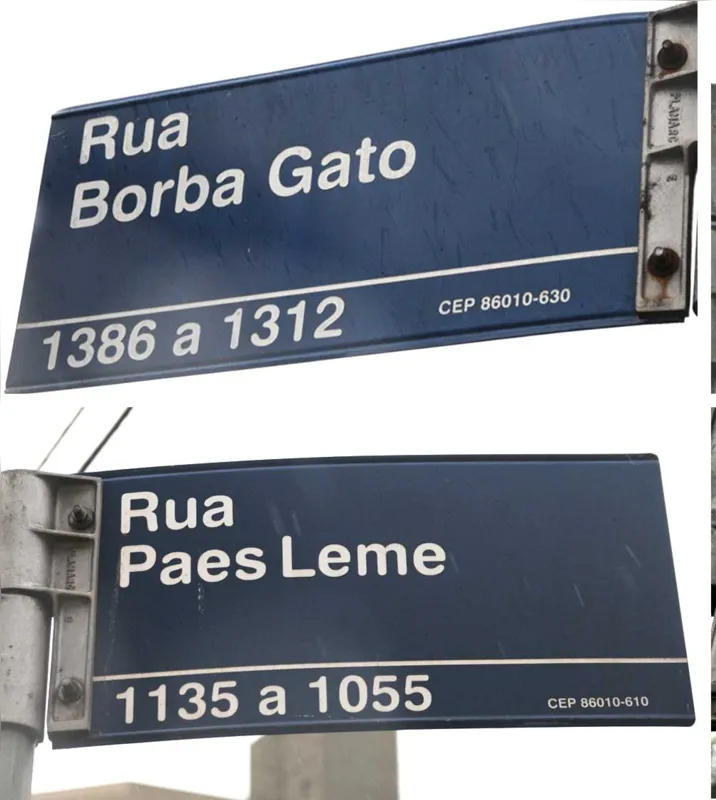 Rua
Borba Gato
1386 a 1312
CEP 86010-630
Rua
Paes Leme
1135 a 1055
CEP 86010-610